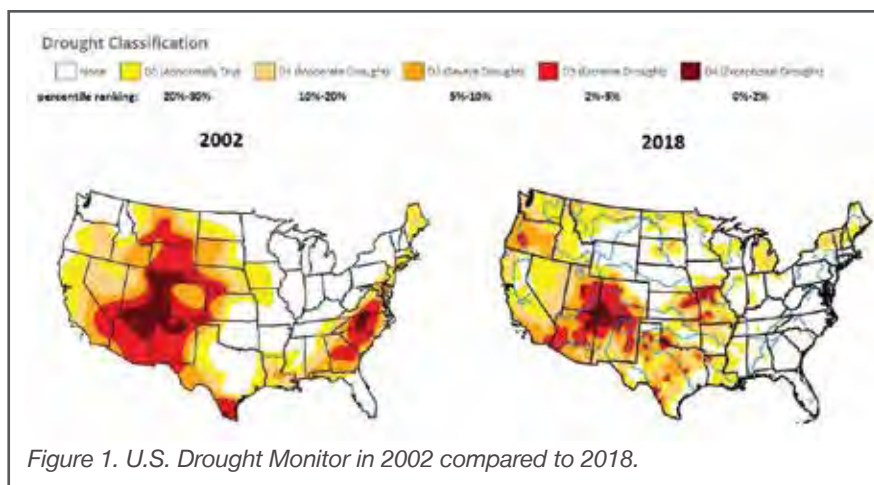 Drought Classification
None D0 (Abnormally Dry) D1 (Moderate Drought) D2 (Severe Drought) D3 (Extreme Drought) D4 (Exceptional Drought)
percentile ranking: 20%-30% 10%-20% 5%-10% 2%-5% 0%-2%
2002 2018
Figure 1. U.S. Drought Monitor in 2002 compared to 2018.